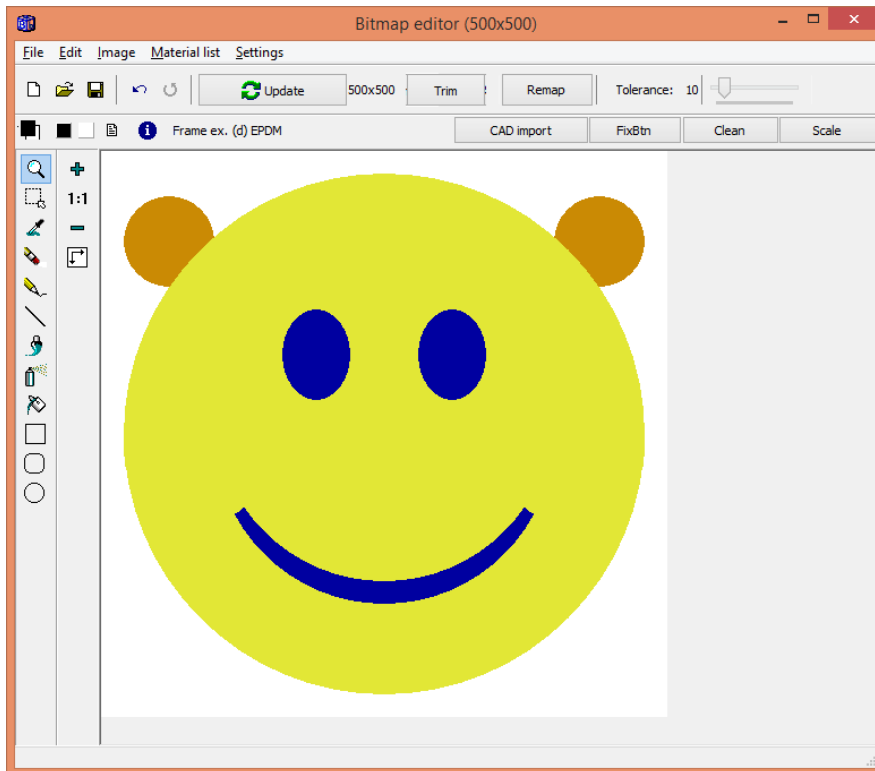 Bitmap editor (500x500)
File Edit Image Material list Settings
Update 500x500 Trim Remap Tolerance: 10
Frame ex. (d) EPDM CAD import FixBtn Clean Scale
1:1